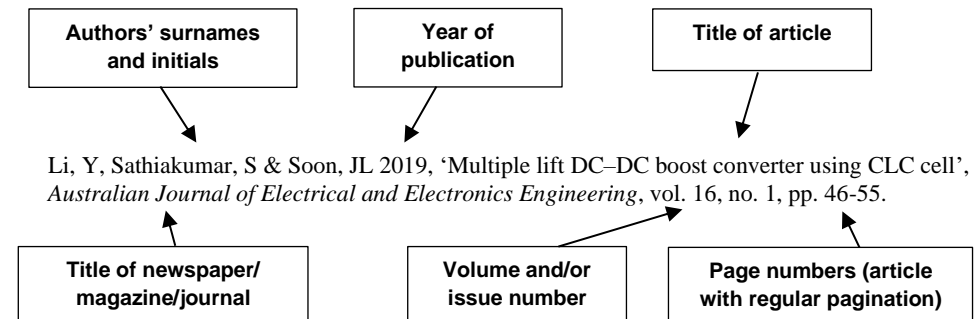 Authors' surnames
and initials
Year of
publication
Title of article
Li, Y, Sathiakumar, S & Soon, JL 2019, ‘Multiple lift DC–DC boost converter using CLC cell’,
Australian Journal of Electrical and Electronics Engineering, vol. 16, no. 1, pp. 46-55.
Title of newspaper/
magazine/journal
Volume and/or
issue number
Page numbers (article
with regular pagination)